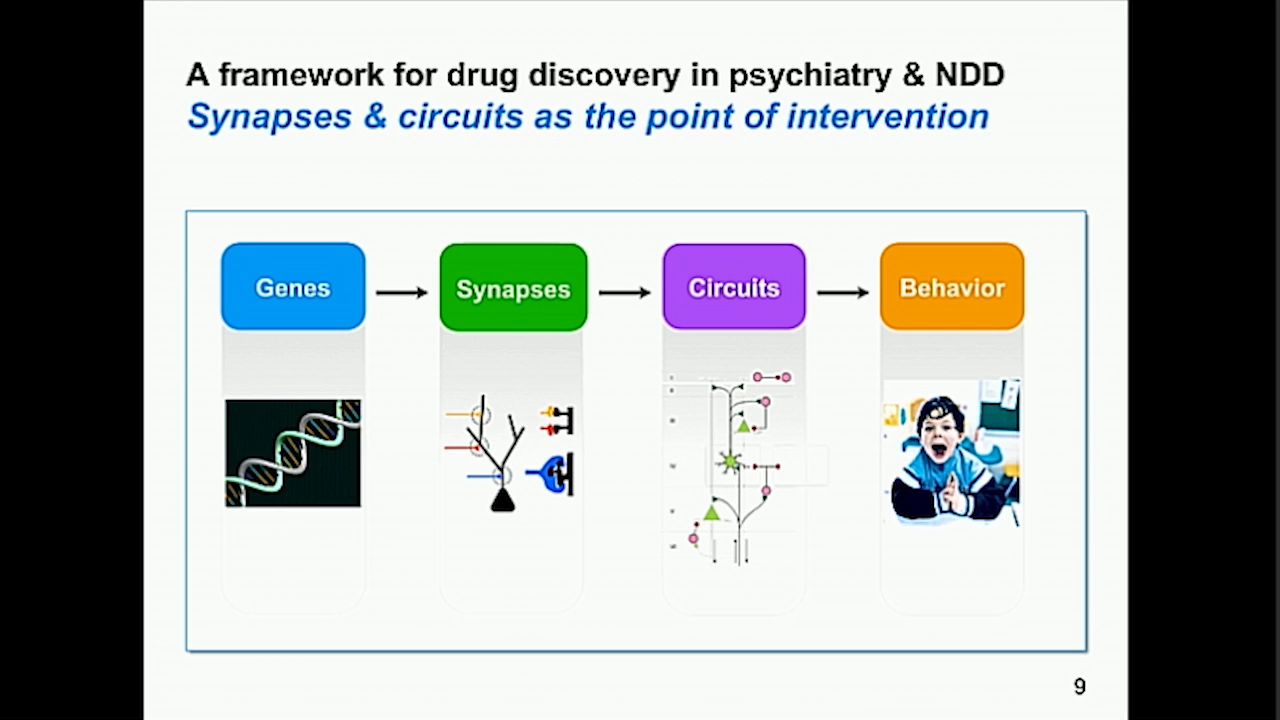 A framework for drug discovery in psychiatry & NDD
Synapses & circuits as the point of intervention
Genes
Synapses
Circuits
Behavior
9